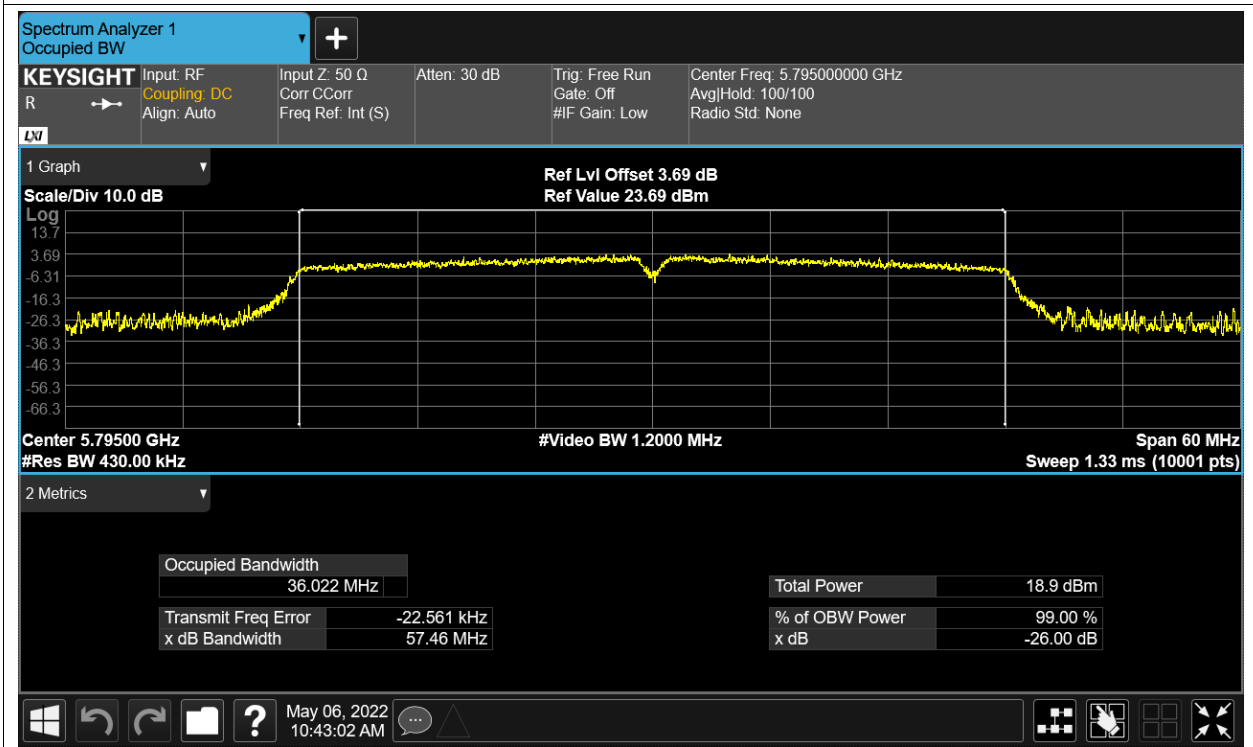 Spectrum Analyzer 1
Occupied BW
KEYSIGHT
R
LXI
Input: RF
Coupling: DC
Align: Auto
Input Z: 50 Ω
Corr CCorr
Freq Ref: Int (S)
Atten: 30 dB
Trig: Free Run
Gate: Off
#IF Gain: Low
Center Freq: 5.795000000 GHz
Avg|Hold: 100/100
Radio Std: None
1 Graph
Scale/Div 10.0 dB
Ref Lvl Offset 3.69 dB
Ref Value 23.69 dBm
Log
13.7
3.69
-6.31
-16.3
-26.3
-36.3
-46.3
-56.3
-66.3
Center 5.79500 GHz
#Video BW 1.2000 MHz
Span 60 MHz
#Res BW 430.00 kHz
Sweep 1.33 ms (10001 pts)
2 Metrics
Occupied Bandwidth
36.022 MHz
Total Power 18.9 dBm
Transmit Freq Error -22.561 kHz
% of OBW Power 99.00 %
x dB Bandwidth 57.46 MHz
x dB -26.00 dB
?
May 06, 2022
10:43:02 AM